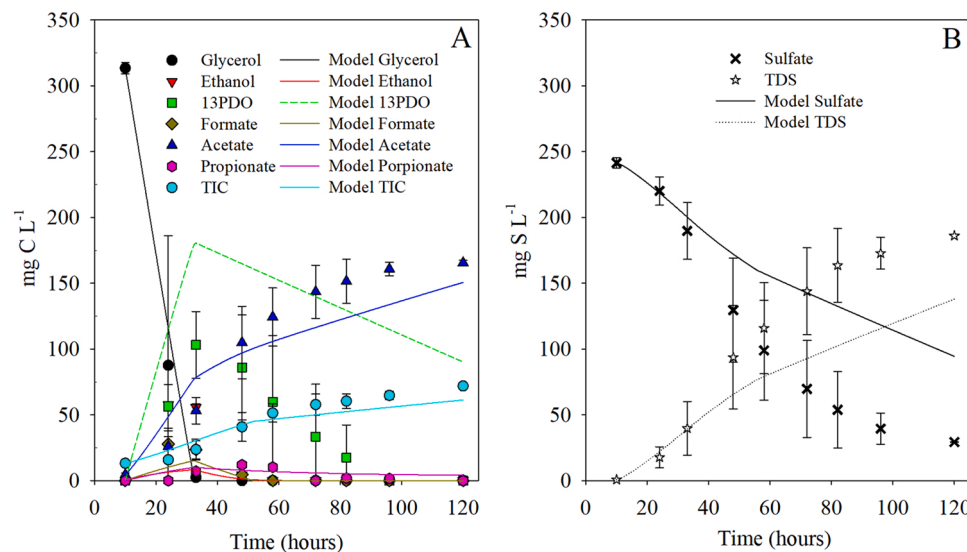 A
mg C L-1
350
300
250
200
150
100
50
0
Glycerol
Ethanol
13PDO
Formate
Acetate
Propionate
TIC
Model Glycerol
Model Ethanol
Model 13PDO
Model Formate
Model Acetate
Model Porpionate
Model TIC
0 20 40 60 80 100 120
Time (hours)
B
mg S L-1
350
300
250
200
150
100
50
0
Sulfate
TDS
Model Sulfate
Model TDS
0 20 40 60 80 100 120
Time (hours)